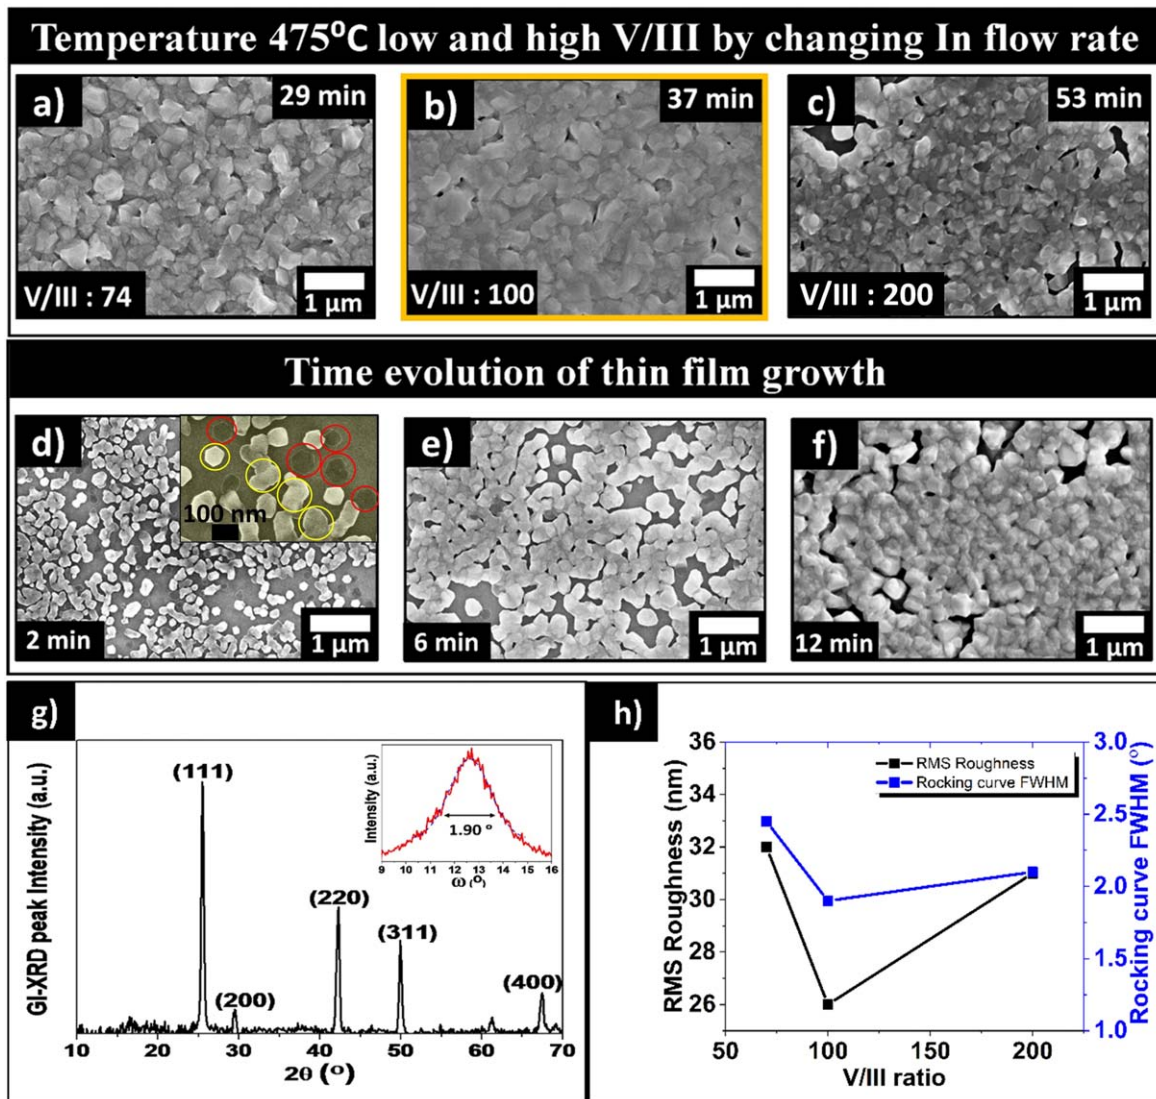 Temperature 475⁰C low and high V/III by changing In flow rate
a)
29 min
V/III : 74
1 µm
b)
37 min
V/III : 100
1 µm
c)
53 min
V/III : 200
1 µm
Time evolution of thin film growth
d)
100 nm
2 min
1 µm
e)
6 min
1 µm
f)
12 min
1 µm
g)
GI-XRD peak Intensity (a.u.)
(111)
(200)
(220)
(311)
(400)
10 20 30 40 50 60 70
2θ (⁰)
Intensity (a.u.)
1.90 ⁰
9 10 11 12 13 14 15 16
ω (⁰)
h)
RMS Roughness (nm)
36
34
32
30
28
26
RMS Roughness
Rocking curve FWHM
3.0
2.5
2.0
1.5
1.0
Rocking curve FWHM (⁰)
50 100 150 200
V/III ratio